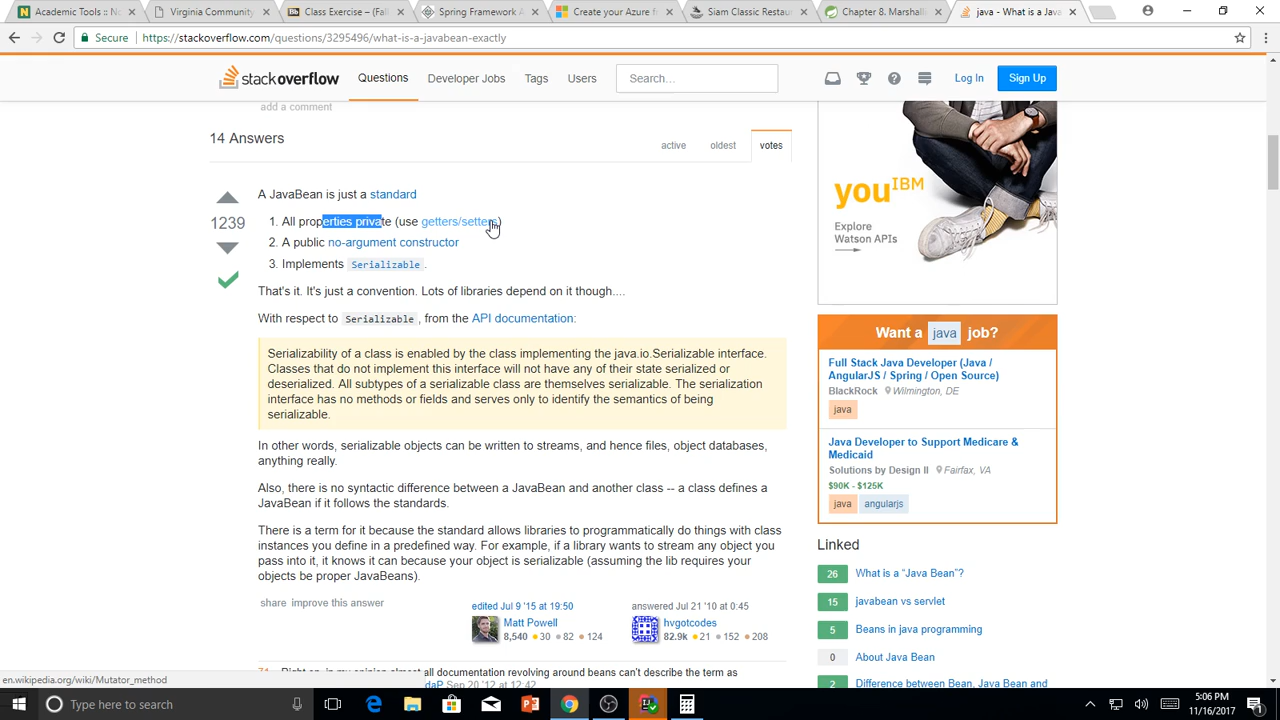 Academic Tools :: No
Virginia Community
Class Exercise – (Fall
Spring Framework A
Create your Azure f
Siam Classic Restau
Chapter 8. Marshalli
java - What is a Java
Secure
https://stackoverflow.com/questions/3295496/what-is-a-javabean-exactly
stackoverflow
Questions
Developer Jobs
Tags
Users
Search...
Log In
Sign Up
add a comment
14 Answers
active
oldest
votes
1239
A JavaBean is just a standard
1. All properties private (use getters/setters)
2. A public no-argument constructor
3. Implements Serializable.
That's it. It's just a convention. Lots of libraries depend on it though....
With respect to Serializable, from the API documentation:
Serializability of a class is enabled by the class implementing the java.io.Serializable interface.
Classes that do not implement this interface will not have any of their state serialized or
deserialized. All subtypes of a serializable class are themselves serializable. The serialization
interface has no methods or fields and serves only to identify the semantics of being
serializable.
In other words, serializable objects can be written to streams, and hence files, object databases,
anything really.
Also, there is no syntactic difference between a JavaBean and another class -- a class defines a
JavaBean if it follows the standards.
There is a term for it because the standard allows libraries to programmatically do things with class
instances you define in a predefined way. For example, if a library wants to stream any object you
pass into it, it knows it can because your object is serializable (assuming the lib requires your
objects be proper JavaBeans).
share improve this answer
edited Jul 9 '15 at 19:50
Matt Powell
8,540 30 82 124
answered Jul 21 '10 at 0:45
hvgotcodes
82.9k 21 152 208
Right on, in my opinion almost all documentation revolving around beans can't describe the term as
daP Sep 20 '12 at 12:42
en.wikipedia.org/wiki/Mutator_method
youIBM
Explore
Watson APIs
Want a java job?
Full Stack Java Developer (Java /
AngularJS / Spring / Open Source)
BlackRock Wilmington, DE
java
Java Developer to Support Medicare &
Medicaid
Solutions by Design II Fairfax, VA
$90K - $125K
java angularjs
Linked
26 What is a "Java Bean"?
15 javabean vs servlet
5 Beans in java programming
0 About Java Bean
2 Difference between Bean, Java Bean and
Type here to search
5:06 PM
11/16/2017